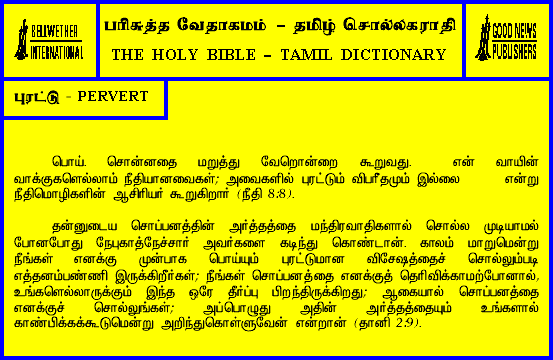 BELLWETHER
INTERNATIONAL
பரிசுத்த வேதாகமம் – தமிழ் சொல்லகராதி
THE HOLY BIBLE – TAMIL DICTIONARY
GOOD NEWS
PUBLISHERS
புரட்டு - PERVERT
பொய். சொன்னதை மறுத்து வேறொன்றை கூறுவது. என் வாயின்
வாக்குகளெல்லாம் நீதியானவைகள்; அவைகளில் புரட்டும் விபரீதமும் இல்லை என்று
நீதிமொழிகளின் ஆசிரியர் கூறுகிறார் (நீதி 8:8).
தன்னுடைய சொப்பனத்தின் அர்த்தத்தை மந்திரவாதிகளால் சொல்ல முடியாமல்
போனபோது நேபுகாத்நேச்சார் அவர்களை கடிந்து கொண்டான். காலம் மாறுமென்று
நீங்கள் எனக்கு முன்பாக பொய்யும் புரட்டுமான விசேஷத்தைச் சொல்லும்படி
எத்தனம்பண்ணி இருக்கிறீர்கள்; நீங்கள் சொப்பனத்தை எனக்குத் தெரிவிக்காமற்போனால்,
உங்களெல்லாருக்கும் இந்த ஒரே தீர்ப்பு பிறந்திருக்கிறது; ஆகையால் சொப்பனத்தை
எனக்குச் சொல்லுங்கள்; அப்பொழுது அதின் அர்த்தத்தையும் உங்களால்
காண்பிக்கக்கூடுமென்று அறிந்துகொள்ளுவேன் என்றான் (தானி 2:9).